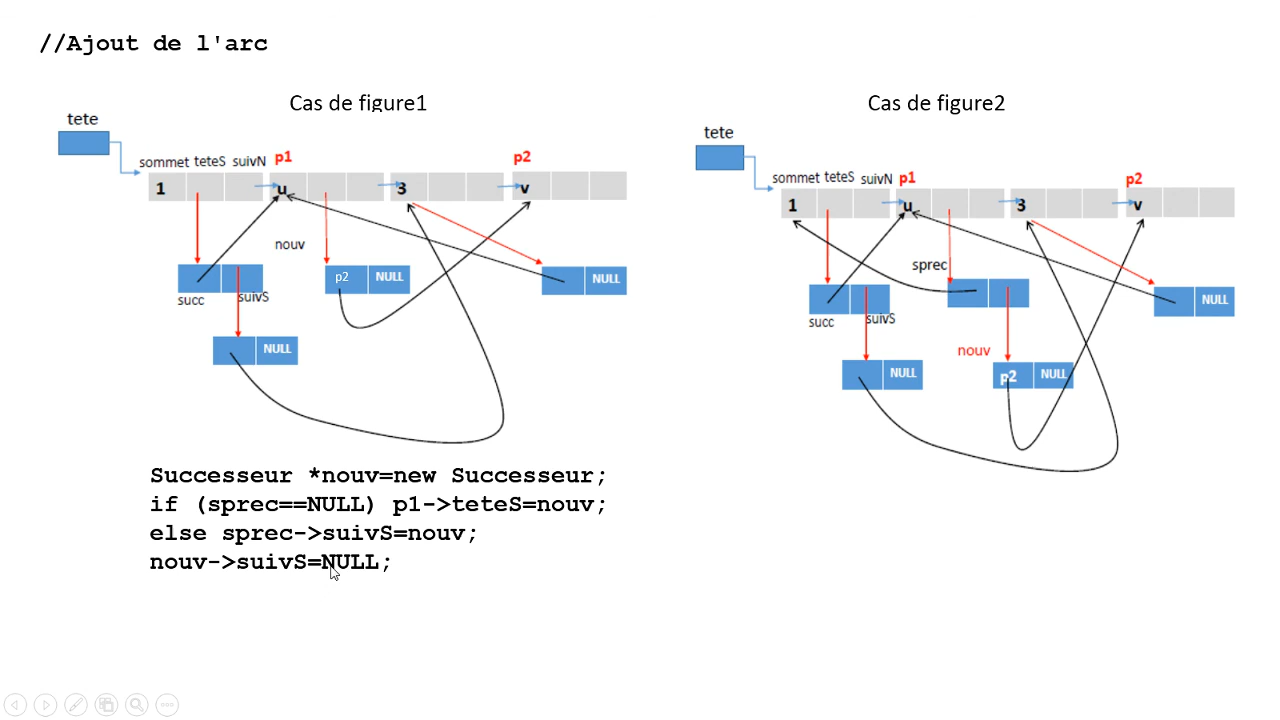 //Ajout de l'arc
Cas de figure1
tete
sommet teteS suivN p1
p2
1
u
3
v
nouv
p2 NULL
NULL
succ
suivS
NULL
Cas de figure2
tete
sommet teteS suivN p1
p2
1
u
3
v
sprec
NULL
succ
suivS
nouv
NULL
p2 NULL
Successeur *nouv=new Successeur;
if (sprec==NULL) p1->teteS=nouv;
else sprec->suivS=nouv;
nouv->suivS=NULL;